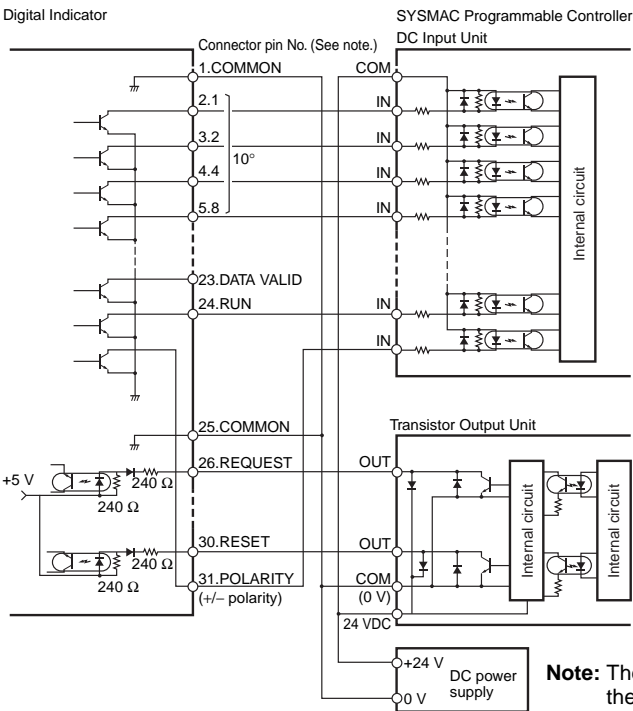 Digital Indicator
SYSMAC Programmable Controller
DC Input Unit
Connector pin No. (See note.)
1.COMMON
COM
2.1
IN
3.2
IN
10°
4.4
IN
5.8
IN
Internal circuit
23.DATA VALID
24.RUN
IN
IN
25.COMMON
Transistor Output Unit
26.REQUEST
OUT
+5 V
240 Ω
240 Ω
Internal circuit
Internal circuit
30.RESET
OUT
240 Ω
240 Ω
31.POLARITY
(+/− polarity)
COM
(0 V)
24 VDC
+24 V
DC power
supply
0 V
Note: The
the